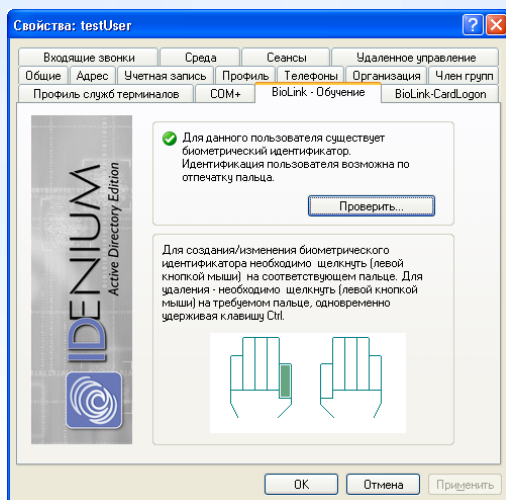 Свойства: testUser
Входящие звонки Среда Сеансы Удаленное управление
Общие Адрес Учетная запись Профиль Телефоны Организация Член групп
Профиль служб терминалов COM+ BioLink - Обучение BioLink-CardLogon
IDENIUM
Active Directory Edition
Для данного пользователя существует
биометрический идентификатор.
Идентификация пользователя возможна по
отпечатку пальца.
Проверить...
Для создания/изменения биометрического
идентификатора необходимо щелкнуть (левой
кнопкой мыши) на соответствующем пальце. Для
удаления - необходимо щелкнуть (левой кнопкой
мыши) на требуемом пальце, одновременно
удерживая клавишу Ctrl.
OK Отмена Применить